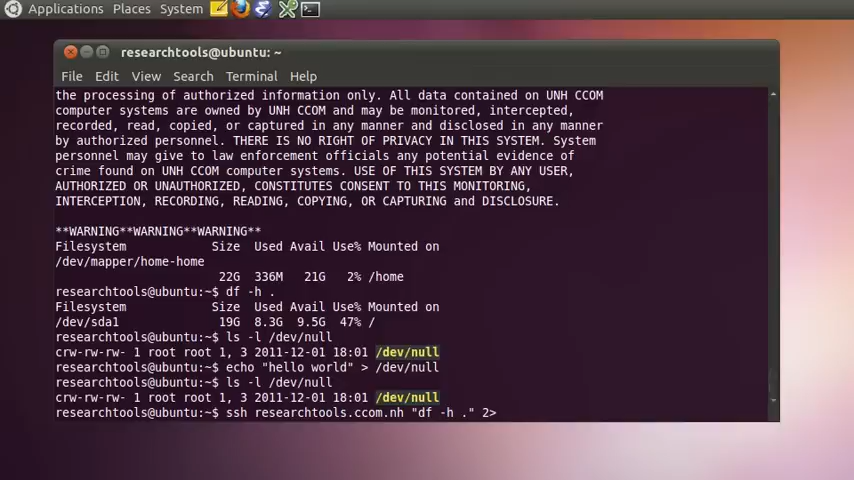 Applications Places System
researchtools@ubuntu: ~
File Edit View Search Terminal Help
the processing of authorized information only. All data contained on UNH CCOM
computer systems are owned by UNH CCOM and may be monitored, intercepted,
recorded, read, copied, or captured in any manner and disclosed in any manner
by authorized personnel. THERE IS NO RIGHT OF PRIVACY IN THIS SYSTEM. System
personnel may give to law enforcement officials any potential evidence of
crime found on UNH CCOM computer systems. USE OF THIS SYSTEM BY ANY USER,
AUTHORIZED OR UNAUTHORIZED, CONSTITUTES CONSENT TO THIS MONITORING,
INTERCEPTION, RECORDING, READING, COPYING, OR CAPTURING and DISCLOSURE.
**WARNING**WARNING**WARNING**
Filesystem Size Used Avail Use% Mounted on
/dev/mapper/home-home
22G 336M 21G 2% /home
researchtools@ubuntu:~$ df -h .
Filesystem Size Used Avail Use% Mounted on
/dev/sda1 19G 8.3G 9.5G 47% /
researchtools@ubuntu:~$ ls -l /dev/null
crw-rw-rw- 1 root root 1, 3 2011-12-01 18:01 /dev/null
researchtools@ubuntu:~$ echo "hello world" > /dev/null
researchtools@ubuntu:~$ ls -l /dev/null
crw-rw-rw- 1 root root 1, 3 2011-12-01 18:01 /dev/null
researchtools@ubuntu:~$ ssh researchtools.ccom.nh "df -h ." 2>